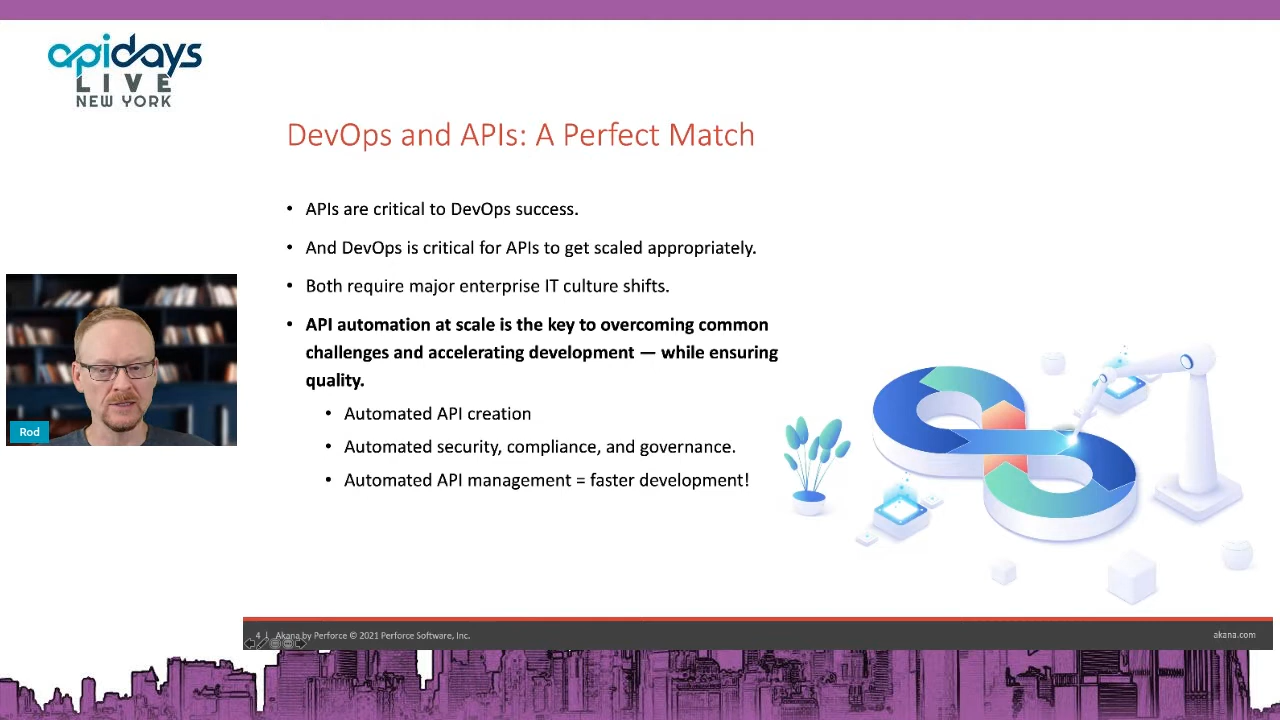 apidays
LIVE
NEW YORK
DevOps and APIs: A Perfect Match
• APIs are critical to DevOps success.
• And DevOps is critical for APIs to get scaled appropriately.
• Both require major enterprise IT culture shifts.
• API automation at scale is the key to overcoming common
challenges and accelerating development — while ensuring
quality.
• Automated API creation
• Automated security, compliance, and governance.
• Automated API management = faster development!
Rod
4 | Akana by Perforce © 2021 Perforce Software, Inc.
akana.com